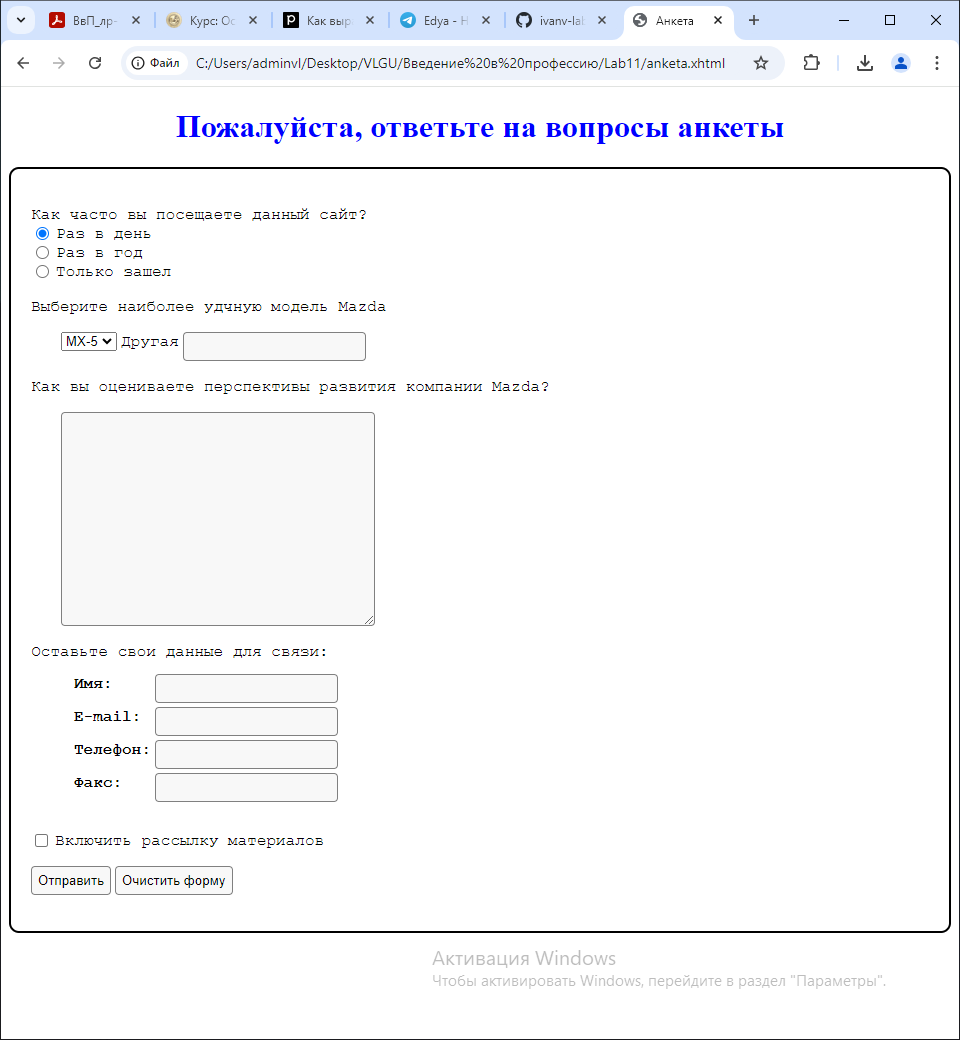 ВвП_лр-
Курс: Ос
Как выр
Edya - Н
ivanv-lab
Анкета
Файл
C:/Users/adminvl/Desktop/VLGU/Введение%20в%20профессию/Lab11/anketa.xhtml
Пожалуйста, ответьте на вопросы анкеты
Как часто вы посещаете данный сайт?
Раз в день
Раз в год
Только зашел
Выберите наиболее удчную модель Mazda
MX-5 Другая
Как вы оцениваете перспективы развития компании Mazda?
Оставьте свои данные для связи:
Имя:
E-mail:
Телефон:
Факс:
Включить рассылку материалов
Отправить Очистить форму
Активация Windows
Чтобы активировать Windows, перейдите в раздел "Параметры".